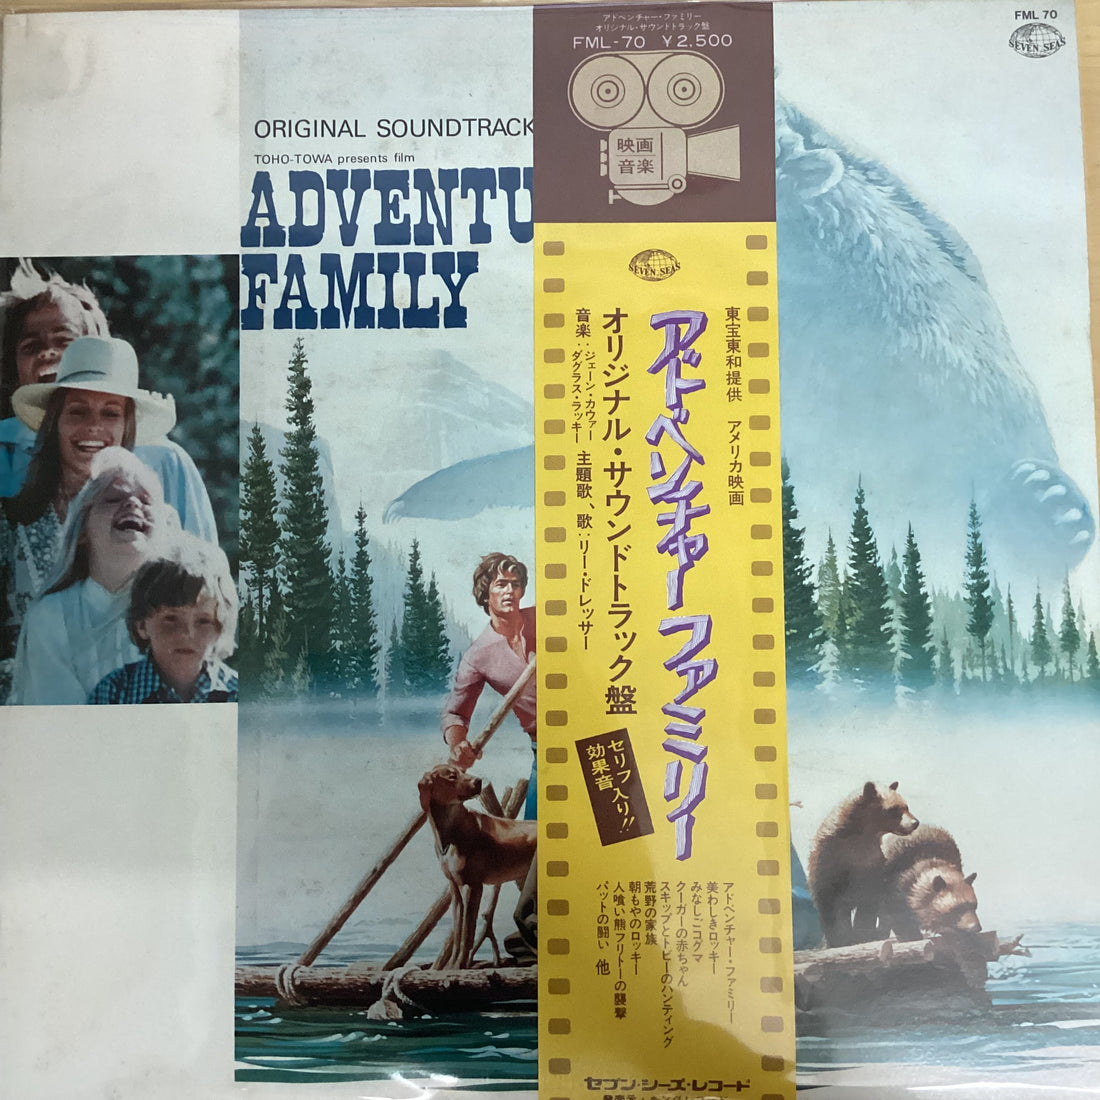 FML 70
SEVEN SEAS
ORIGINAL SOUNDTRACK
TOHO-TOWA presents film
ADVENTU
FAMILY
アドベンチャー・ファミリー
オリジナル・サウンドトラック盤
FML-70 ¥2,500
映画
音楽
SEVEN SEAS
東宝東和提供 アメリカ映画
アドベンチャー ファミリー
オリジナル・サウンドトラック盤
音楽:ジェーン・カウァー
ダグラス・ラッキー
主題歌、歌:リー・ドレッサー
セリフ入り!!
効果音
アドベンチャー・ファミリー
美わしきロッキー
みなしごコグマ
クーガーの赤ちゃん
スキップとトビーのハンティング
荒野の家族
朝もやのロッキー
人喰い熊フリトーの襲撃
パットの闘い 他
セブン・シーズ・レコード